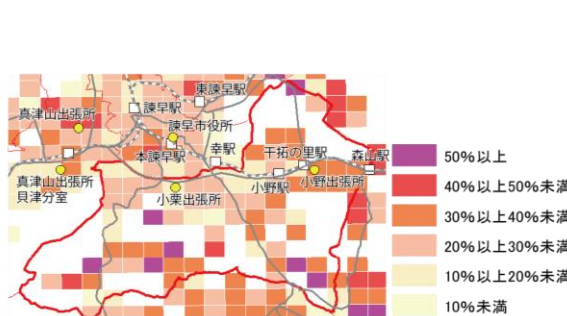 東諫早駅
諫早駅
真津山出張所
諫早市役所
本諫早駅
幸駅
干拓の里駅
森山駅
真津山出張所
貝津分室
小野駅
小野出張所
小栗出張所
50%以上
40%以上50%未満
30%以上40%未満
20%以上30%未満
10%以上20%未満
10%未満